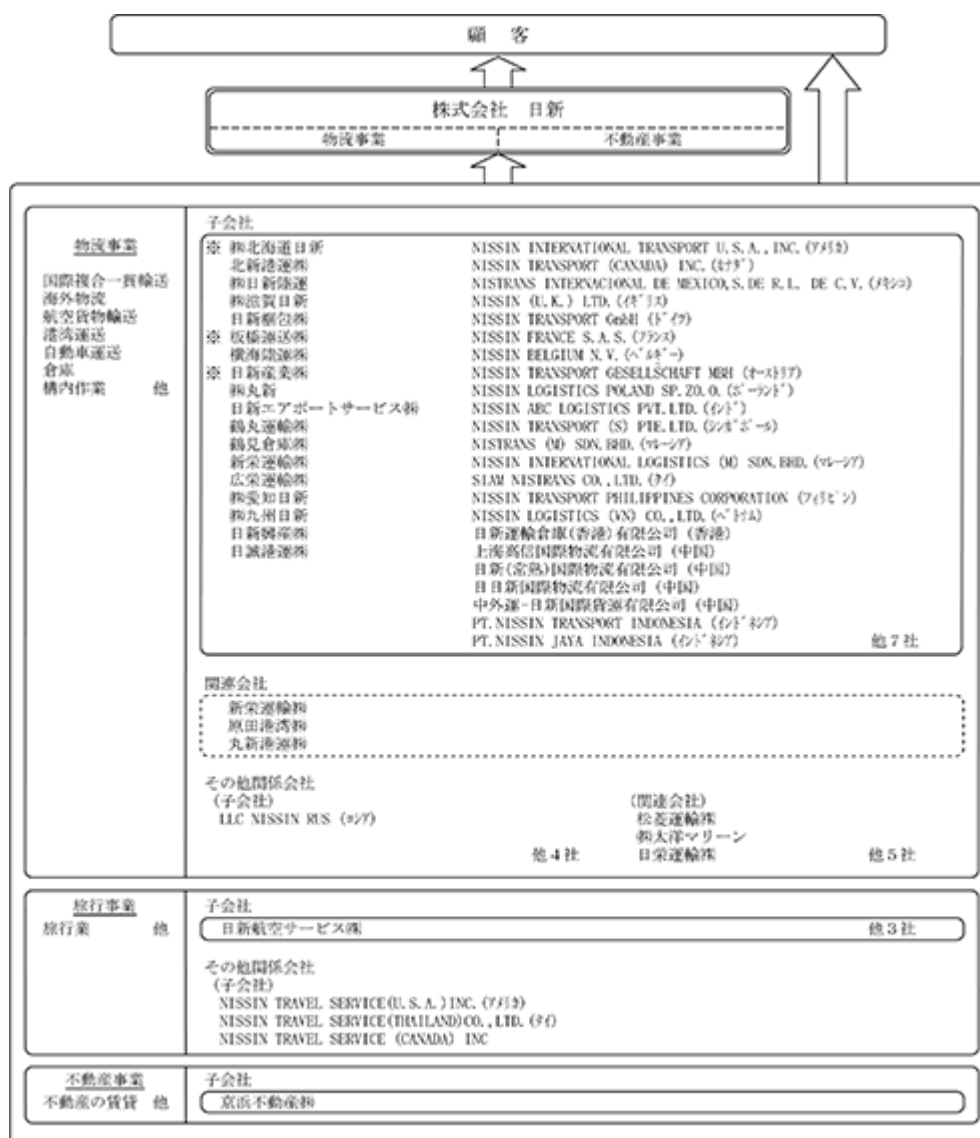 顧 客
株式会社 日新
物流事業 不動産事業
物流事業
国際複合一貫輸送
海外物流
航空貨物輸送
港湾運送
自動車運送
倉庫
構内作業 他
子会社
※ ㈱北海道日新
北新港運㈱
㈱日新陸運
㈱滋賀日新
日新梱包㈱
※ 板橋運送㈱
横海陸運㈱
※ 日新産業㈱
㈱丸新
日新エアポートサービス㈱
鶴丸運輸㈱
鶴見倉庫㈱
新栄運輸㈱
広栄運輸㈱
㈱愛知日新
㈱九州日新
日新興産㈱
日誠港運㈱
NISSIN INTERNATIONAL TRANSPORT U.S.A.,INC.(アメリカ)
NISSIN TRANSPORT (CANADA) INC.(カナダ)
NISTRANS INTERNACIONAL DE MEXICO,S.DE R.L. DE C.V.(メキシコ)
NISSIN (U.K.) LTD.(イギリス)
NISSIN TRANSPORT GmbH (ドイツ)
NISSIN FRANCE S.A.S.(フランス)
NISSIN BELGIUM N.V.(ベルギー)
NISSIN TRANSPORT GESELLSCHAFT MBH (オーストリア)
NISSIN LOGISTICS POLAND SP.ZO.O.(ポーランド)
NISSIN ABC LOGISTICS PVT.LTD.(インド)
NISSIN TRANSPORT (S) PTE.LTD.(シンガポール)
NISTRANS (M) SDN.BHD.(マレーシア)
NISSIN INTERNATIONAL LOGISTICS (M) SDN.BHD.(マレーシア)
SIAM NISTRANS CO.,LTD.(タイ)
NISSIN TRANSPORT PHILIPPINES CORPORATION (フィリピン)
NISSIN LOGISTICS (VN) CO.,LTD.(ベトナム)
日新運輸倉庫(香港)有限公司 (香港)
上海高信国際物流有限公司 (中国)
日新(常熟)国際物流有限公司 (中国)
日日新国際物流有限公司 (中国)
中外運-日新国際貨運有限公司 (中国)
PT.NISSIN TRANSPORT INDONESIA (インドネシア)
PT.NISSIN JAYA INDONESIA (インドネシア) 他7社
関連会社
新栄運輸㈱
原田港湾㈱
丸新港運㈱
その他関係会社
(子会社)
LLC NISSIN RUS (ロシア)
他4社
(関連会社)
松菱運輸㈱
㈱太洋マリーン
日栄運輸㈱ 他5社
旅行事業
旅行業 他
子会社
日新航空サービス㈱ 他3社
その他関係会社
(子会社)
NISSIN TRAVEL SERVICE(U.S.A.)INC.(アメリカ)
NISSIN TRAVEL SERVICE(THAILAND)CO.,LTD.(タイ)
NISSIN TRAVEL SERVICE (CANADA) INC
不動産事業
不動産の賃貸 他
子会社
京浜不動産㈱